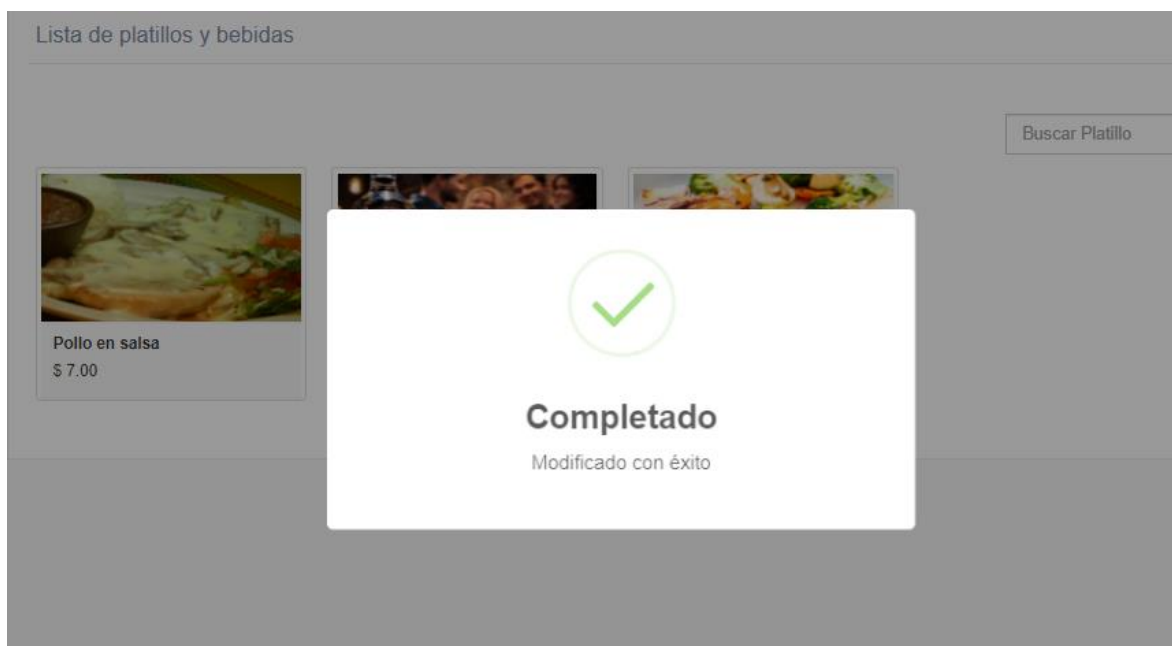 Lista de platillos y bebidas
Buscar Platillo
Pollo en salsa
$ 7.00
Completado
Modificado con éxito